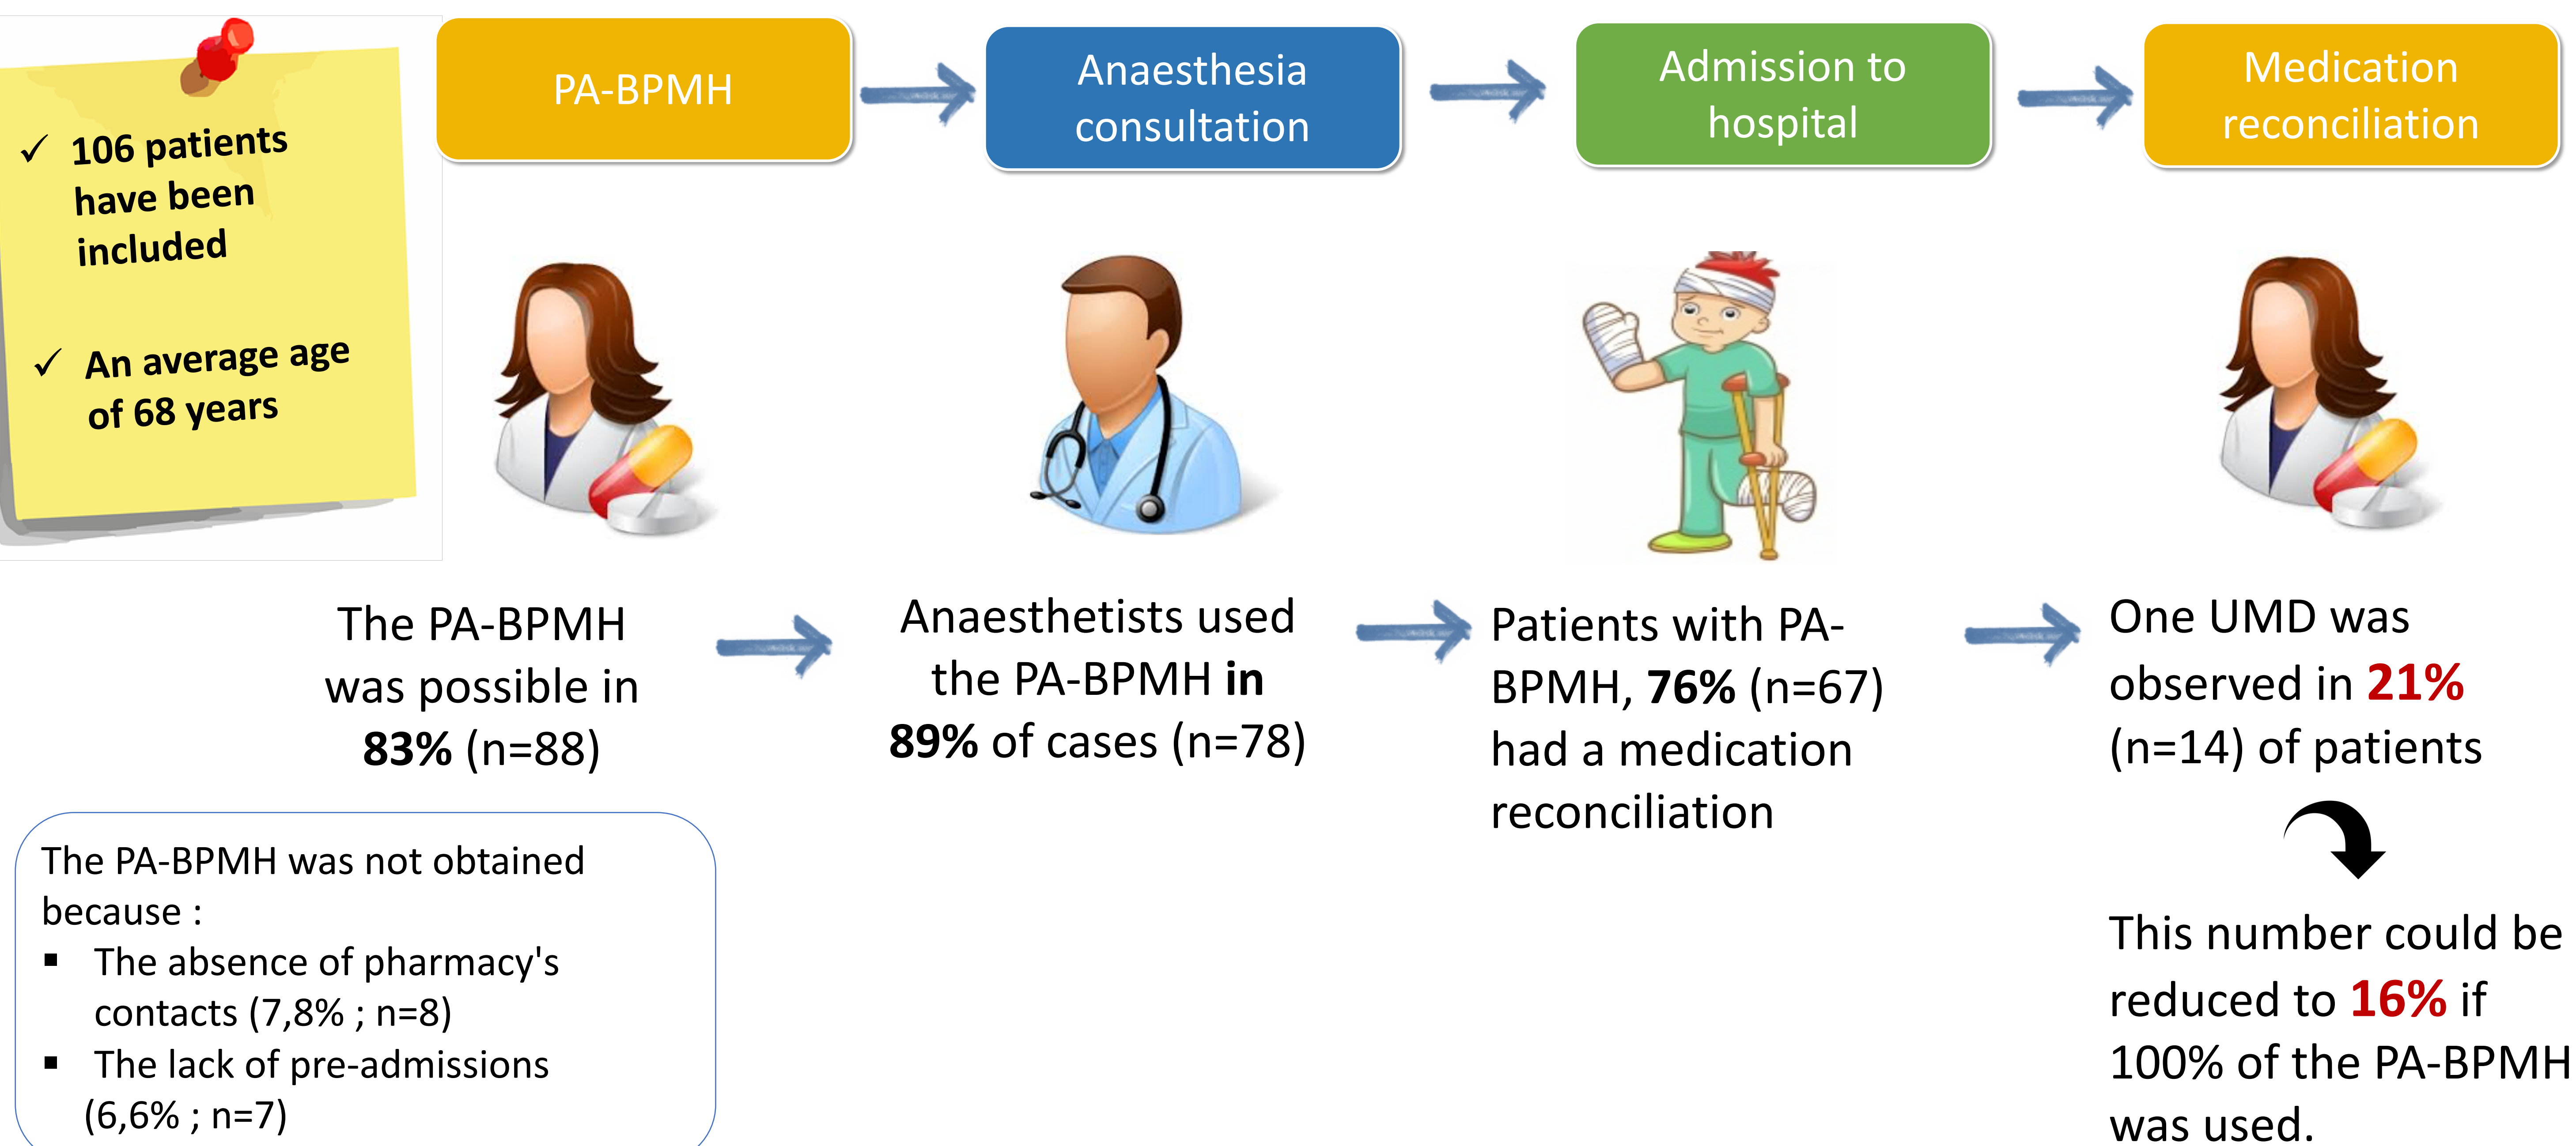 ✓ 106 patients
have been
included
✓ An average age
of 68 years
PA-BPMH
Anaesthesia
consultation
Admission to
hospital
Medication
reconciliation
The PA-BPMH
was possible in
83% (n=88)
Anaesthetists used
the PA-BPMH in
89% of cases (n=78)
Patients with PA-
BPMH, 76% (n=67)
had a medication
reconciliation
One UMD was
observed in 21%
(n=14) of patients
The PA-BPMH was not obtained
because :
▪ The absence of pharmacy's
contacts (7,8% ; n=8)
▪ The lack of pre-admissions
(6,6% ; n=7)
This number could be
reduced to 16% if
100% of the PA-BPMH
was used.